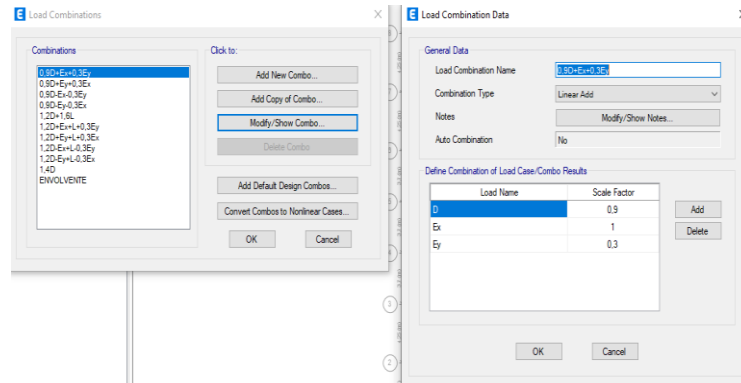 E Load Combinations
Combinations
0,9D+Ex+0,3Ey
0,9D+Ey+0,3Ex
0,9D-Ex-0,3Ey
0,9D-Ey-0,3Ex
1,2D+1,6L
1,2D+Ex+L+0,3Ey
1,2D+Ey+L+0,3Ex
1,2D-Ex+L-0,3Ey
1,2D-Ey+L-0,3Ex
1,4D
ENVOLVENTE
Click to:
Add New Combo...
Add Copy of Combo...
Modify/Show Combo...
Delete Combo
Add Default Design Combos...
Convert Combos to Nonlinear Cases...
OK Cancel
3
2
E Load Combination Data
General Data
Load Combination Name 0,9D+Ex+0,3Ey
Combination Type Linear Add
Notes Modify/Show Notes...
Auto Combination No
Define Combination of Load Case/Combo Results
Load Name Scale Factor
D 0,9 Add
Ex 1 Delete
Ey 0,3
OK Cancel